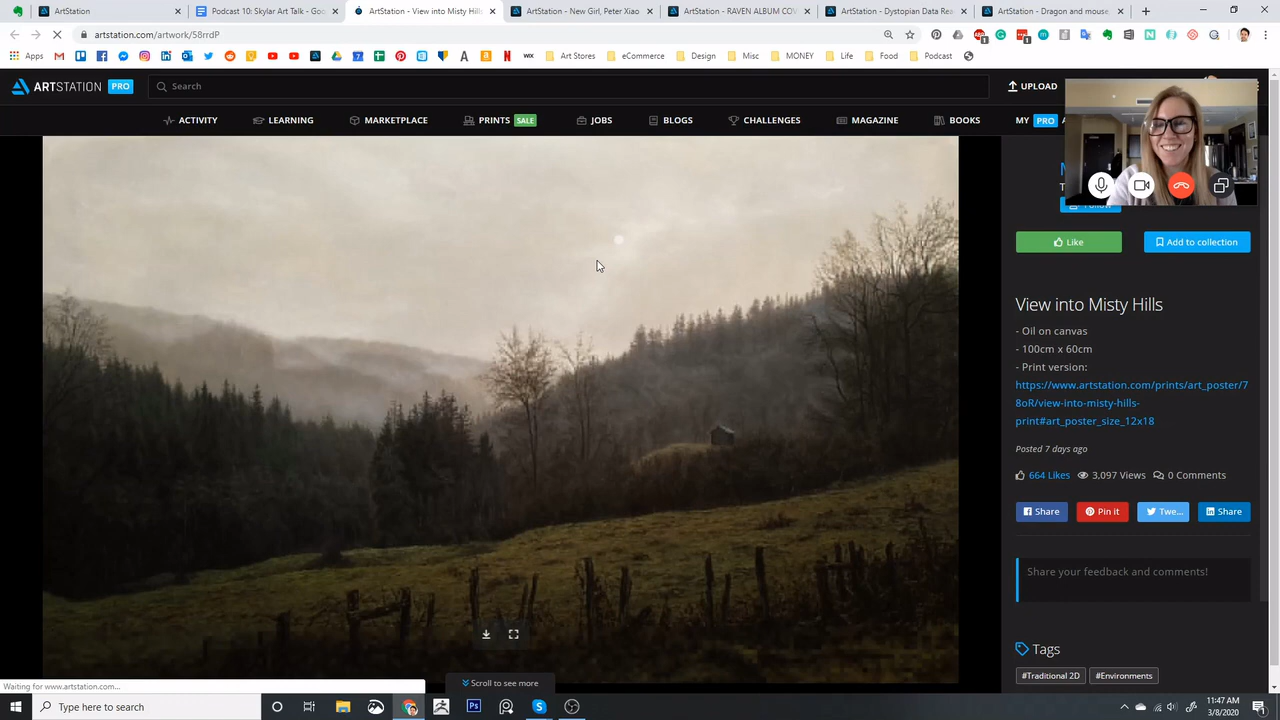 ArtStation
Podcast 10: Skylar Art Talk - Goo
ArtStation - View into Misty Hills
ArtStation - New Girl, Peter Xiao
ArtStation - RAVEN ALBUM COV
ArtStation - Dystopian Data Rea
ArtStation - Dragon and mouse,
artstation.com/artwork/58rrdP
Apps
Art Stores
eCommerce
Design
Misc
MONEY
Life
Food
Podcast
ARTSTATION PRO
Search
UPLOAD
ACTIVITY
LEARNING
MARKETPLACE
PRINTS SALE
JOBS
BLOGS
CHALLENGES
MAGAZINE
BOOKS
MY PRO
Follow
Like
Add to collection
View into Misty Hills
- Oil on canvas
- 100cm x 60cm
- Print version:
https://www.artstation.com/prints/art_poster/7
8oR/view-into-misty-hills-
print#art_poster_size_12x18
Posted 7 days ago
664 Likes 3,097 Views 0 Comments
Share
Pin it
Twe...
Share
Share your feedback and comments!
Tags
#Traditional 2D
#Environments
Scroll to see more
Waiting for www.artstation.com...
Type here to search
11:47 AM
3/8/2020